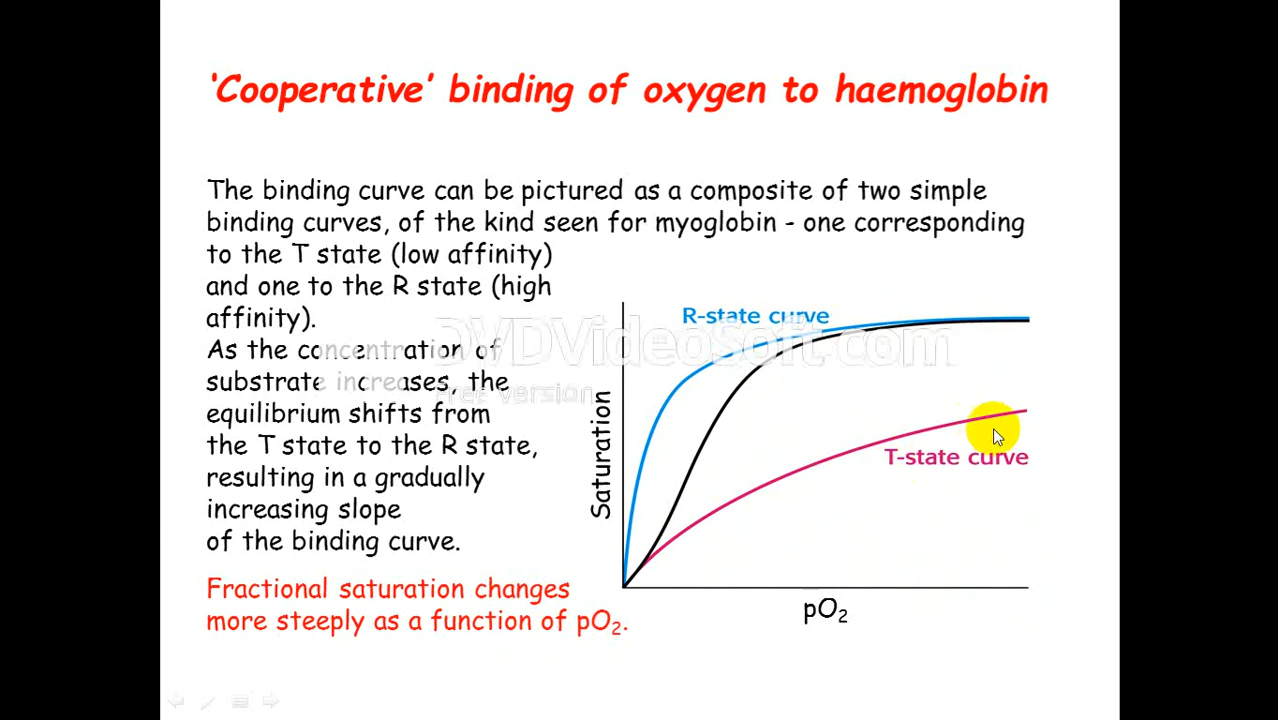 ‘Cooperative’ binding of oxygen to haemoglobin
The binding curve can be pictured as a composite of two simple
binding curves, of the kind seen for myoglobin - one corresponding
to the T state (low affinity)
and one to the R state (high
affinity).
As the concentration of
substrate increases, the
equilibrium shifts from
the T state to the R state,
resulting in a gradually
increasing slope
of the binding curve.
Fractional saturation changes
more steeply as a function of pO₂.
R-state curve
DVDVideoSoft.com
Free version
Saturation
T-state curve
pO₂